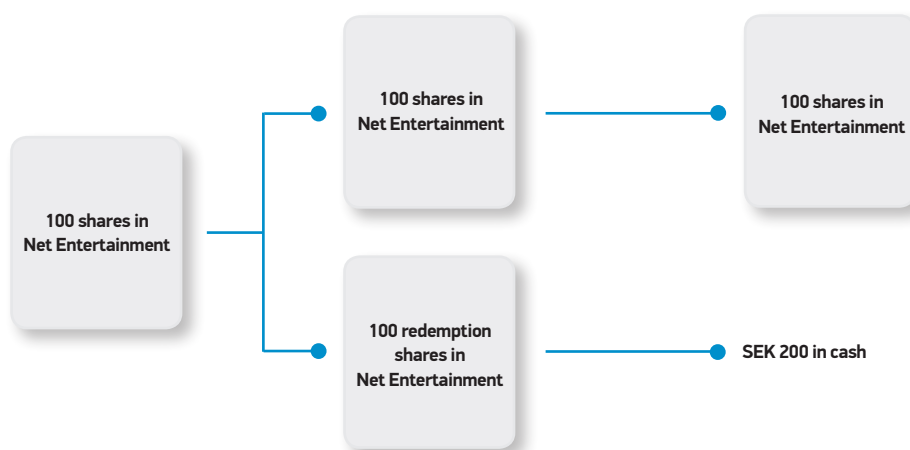 100 shares in
Net Entertainment
100 shares in
Net Entertainment
100 shares in
Net Entertainment
100 redemption
shares in
Net Entertainment
SEK 200 in cash